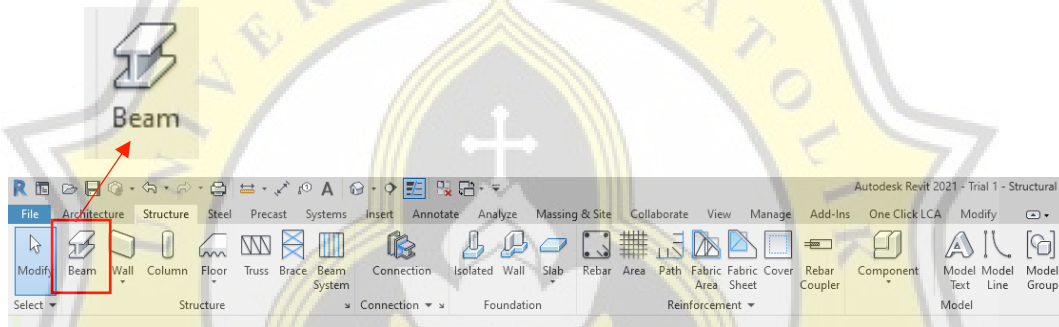 Beam
Autodesk Revit 2021 - Trial 1 - Structural
File Architecture Structure Steel Precast Systems Insert Annotate Analyze Massing & Site Collaborate View Manage Add-Ins One Click LCA Modify
Modify Beam Wall Column Floor Truss Brace Beam System Connection Isolated Wall Slab Rebar Area Path Fabric Area Fabric Sheet Cover Rebar Coupler Component Model Text Model Line Model Group
Select Structure Connection Foundation Reinforcement Model